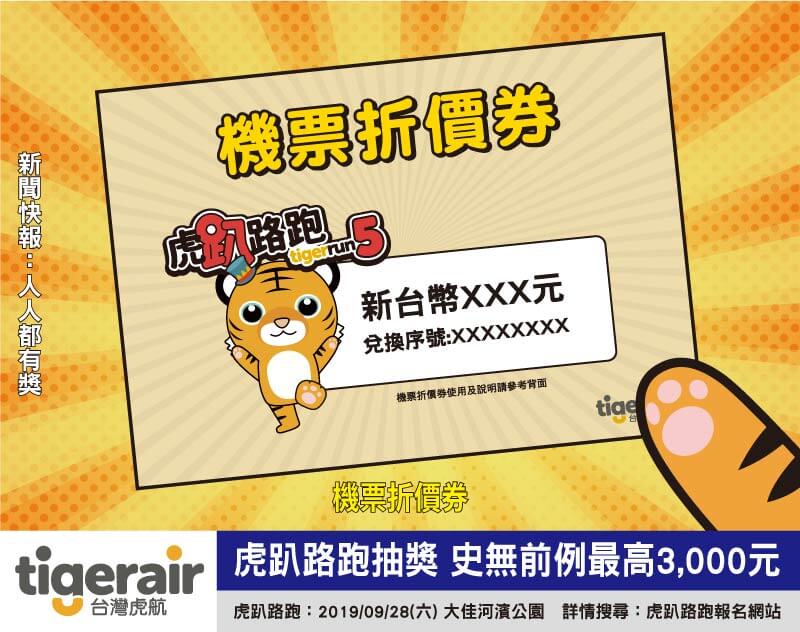 機票折價券
新聞快報：人人都有獎
虎趴路跑5
tigerrun
新台幣XXX元
兌換序號:XXXXXXXX
機票折價券使用及說明請參考背面
機票折價券
tigerair
台灣虎航
虎趴路跑抽獎 史無前例最高3,000元
虎趴路跑：2019/09/28(六) 大佳河濱公園 詳情搜尋：虎趴路跑報名網站